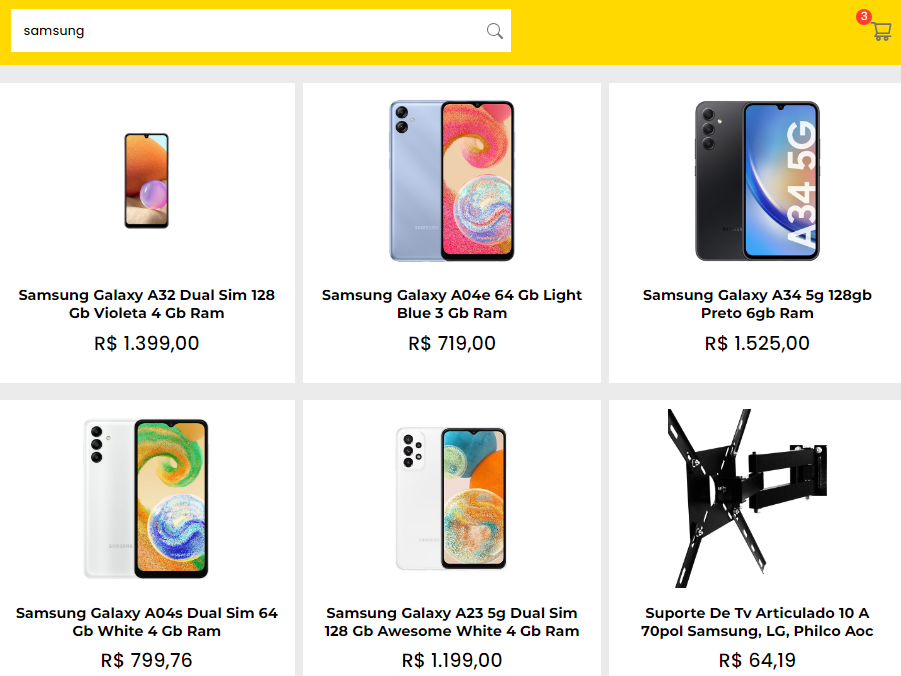 samsung
3
A34 5G
Samsung Galaxy A32 Dual Sim 128
Gb Violeta 4 Gb Ram
R$ 1.399,00
SAMSUNG
Samsung Galaxy A04e 64 Gb Light
Blue 3 Gb Ram
R$ 719,00
Samsung Galaxy A34 5g 128gb
Preto 6gb Ram
R$ 1.525,00
SAMSUNG
Samsung Galaxy A04s Dual Sim 64
Gb White 4 Gb Ram
R$ 799,76
Samsung Galaxy A23 5g Dual Sim
128 Gb Awesome White 4 Gb Ram
R$ 1.199,00
Suporte De Tv Articulado 10 A
70pol Samsung, LG, Philco Aoc
R$ 64,19